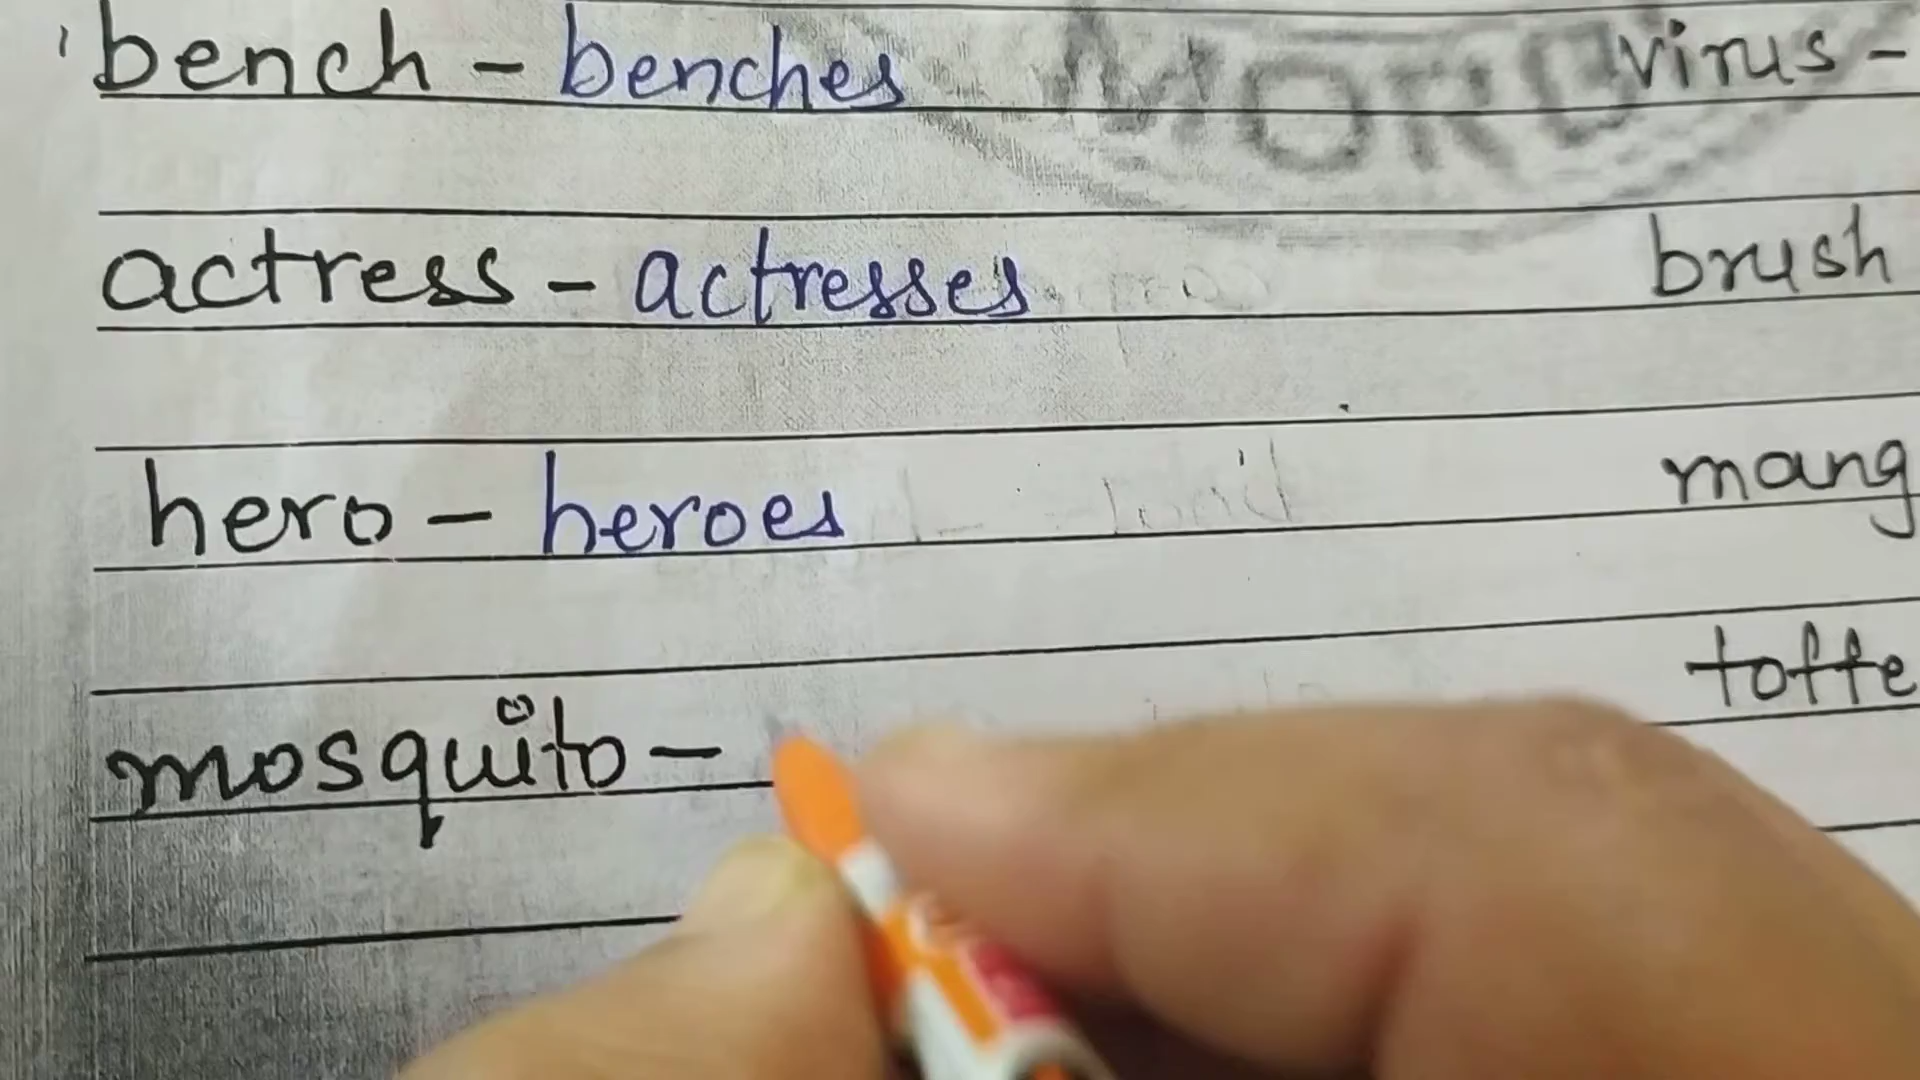 bench - benches virus -
actress - actresses brush
hero - heroes mang
mosquito - toffe